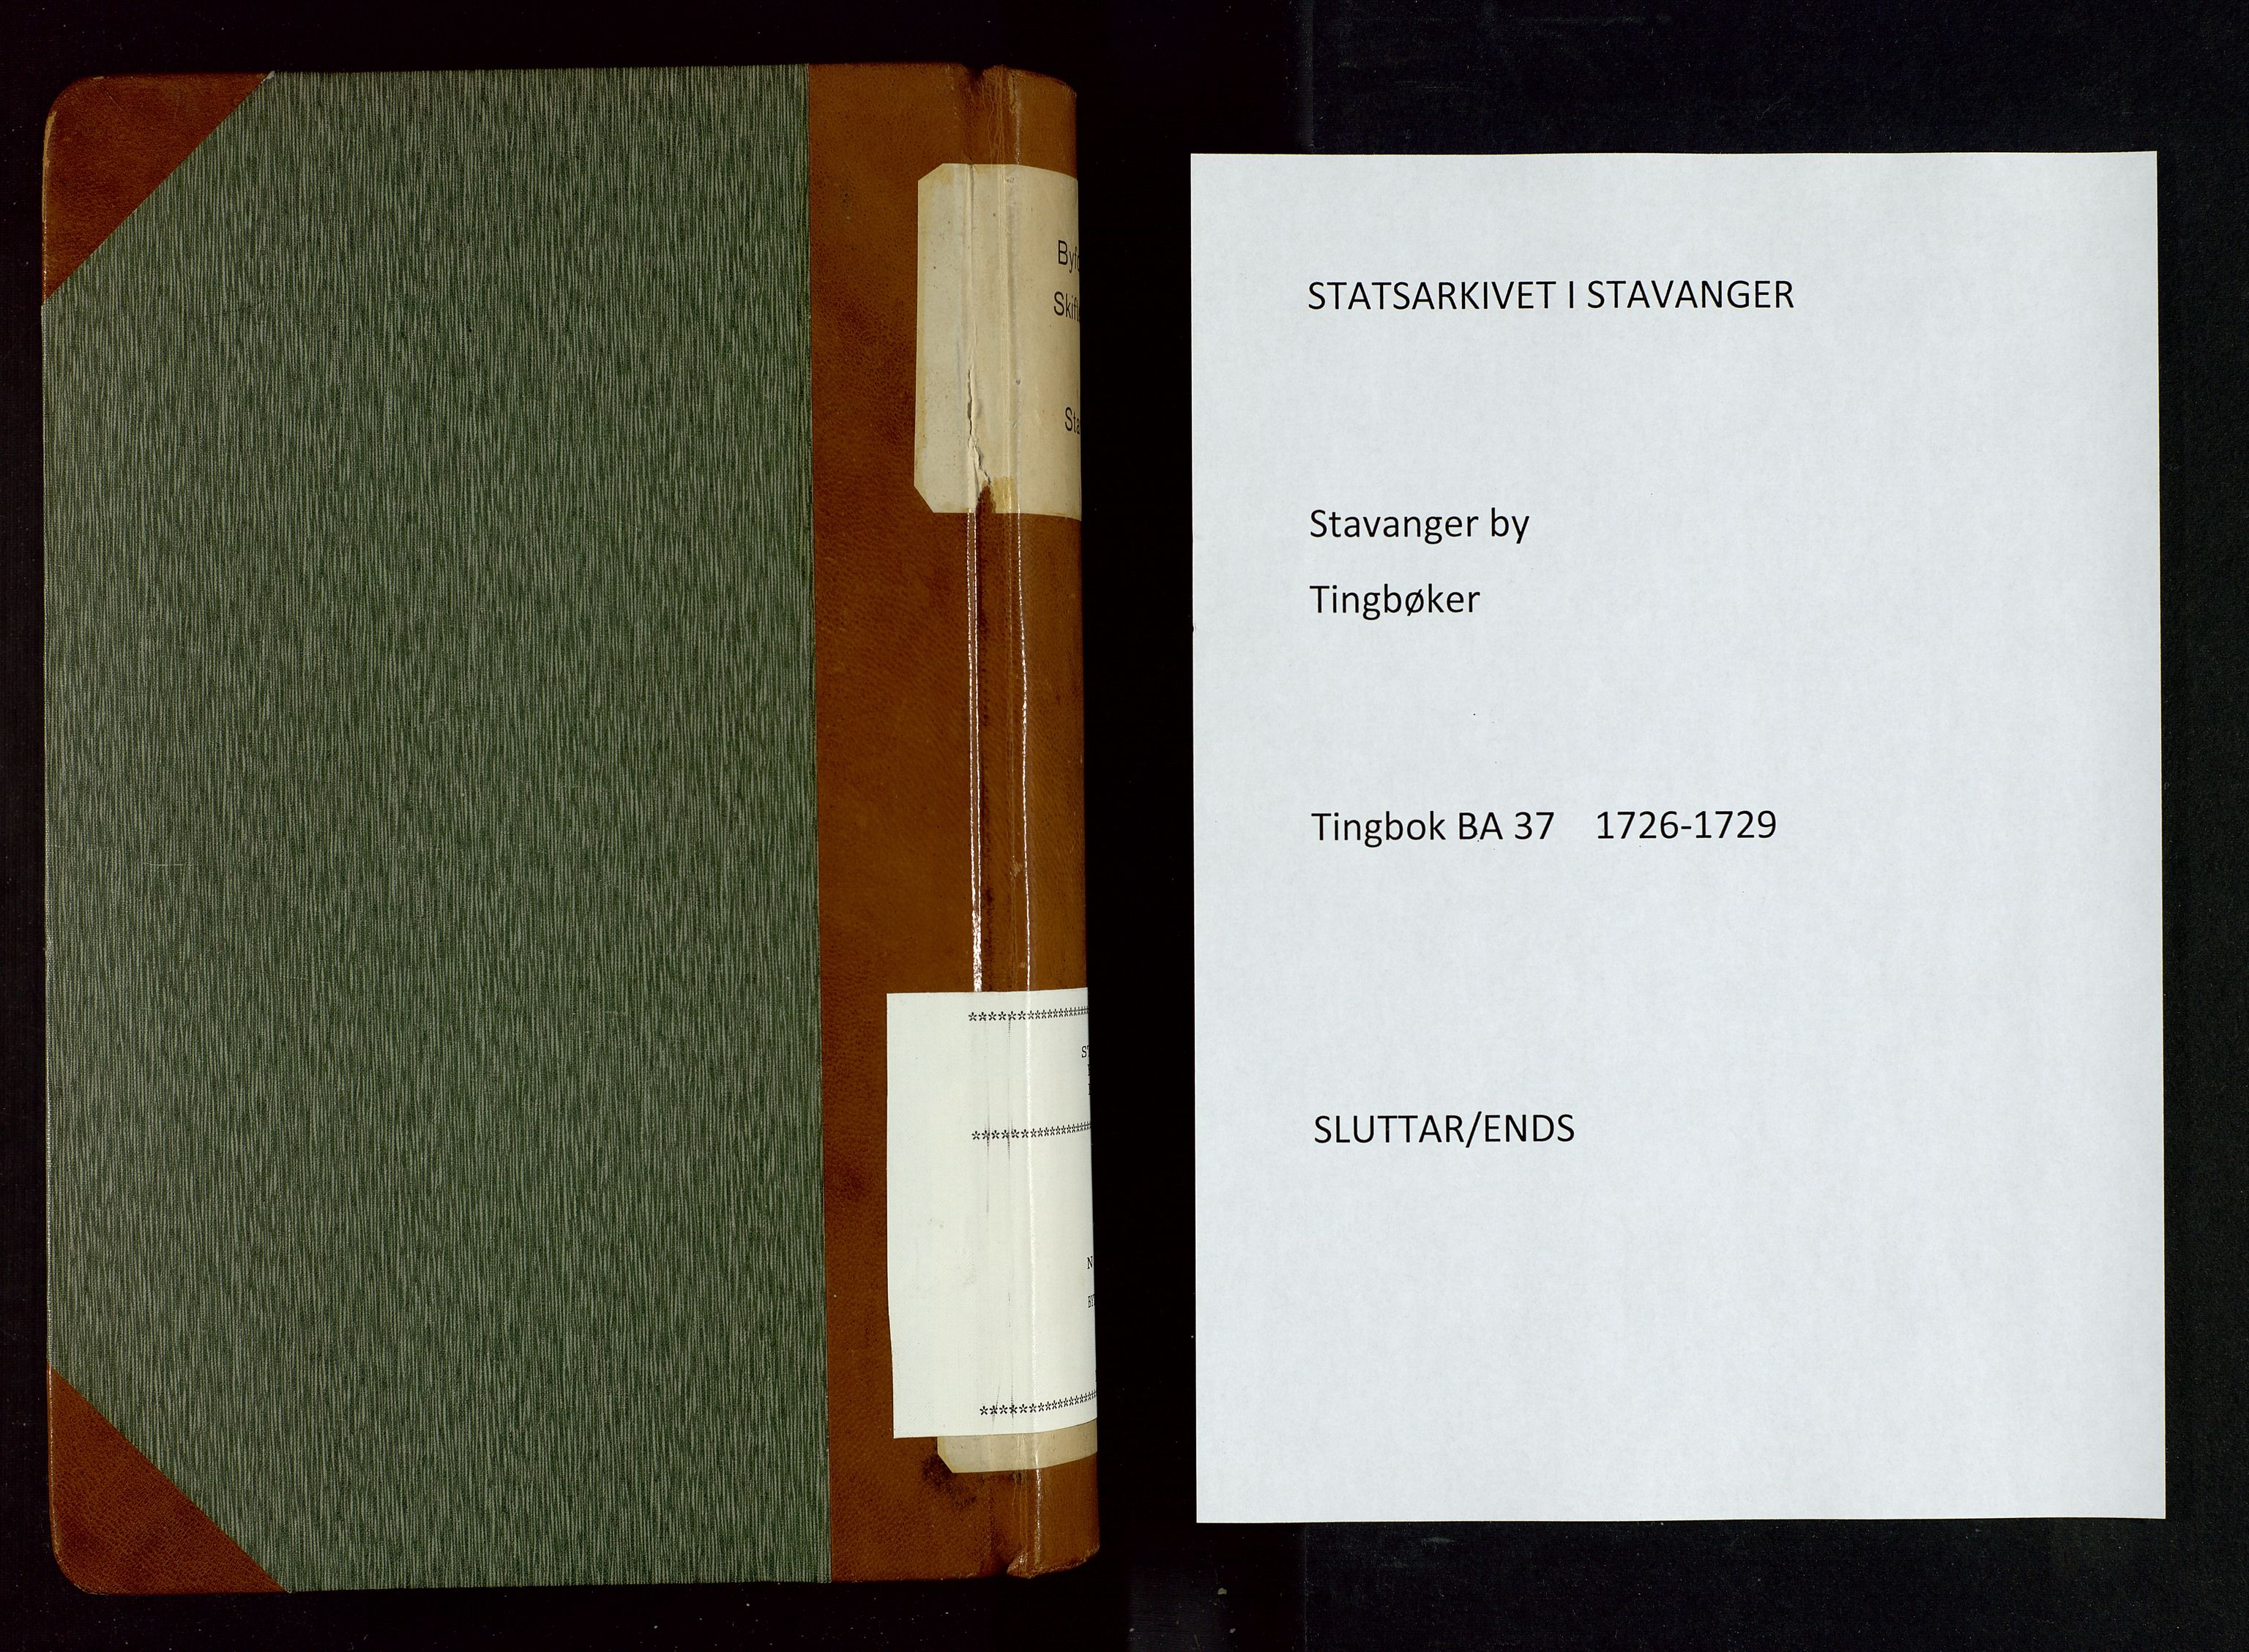 STATSARKIVET I STAVANGER
Stavanger by
Tingbøker
Tingbok BA 37 1726-1729
SLUTTAR/ENDS